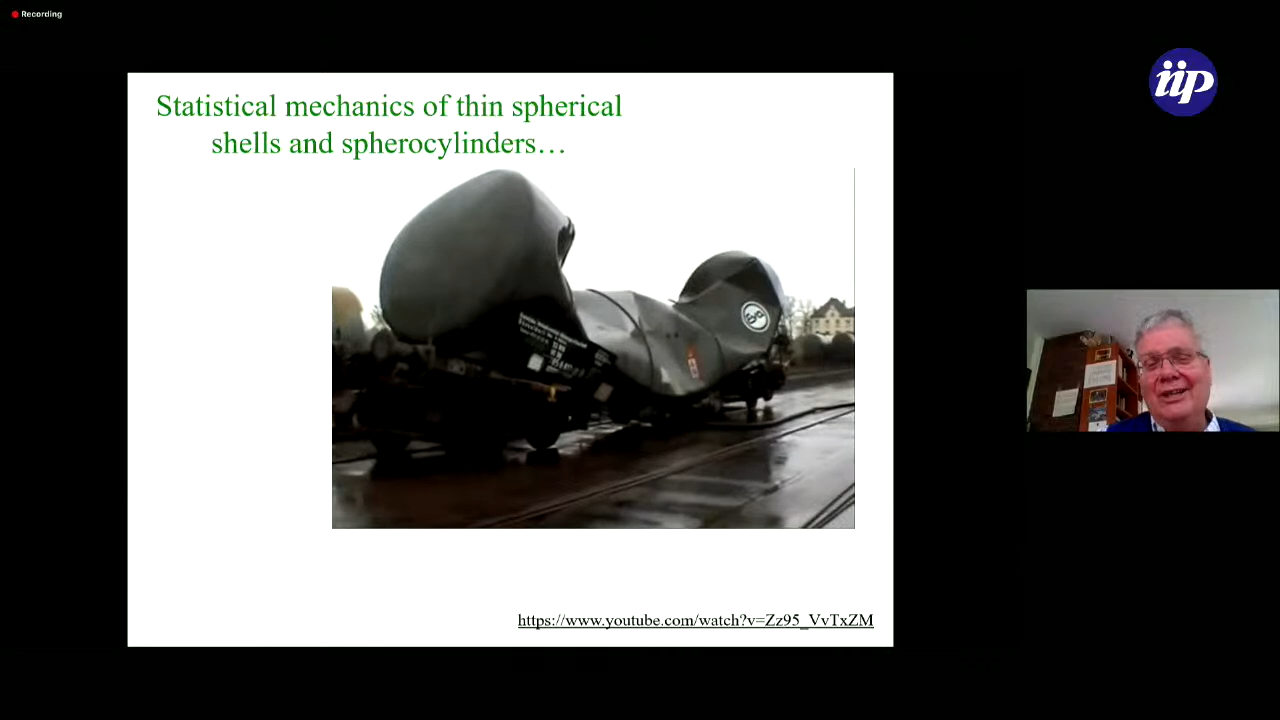 Recording
iip
Statistical mechanics of thin spherical
shells and spherocylinders…
https://www.youtube.com/watch?v=Zz95_VvTxZM